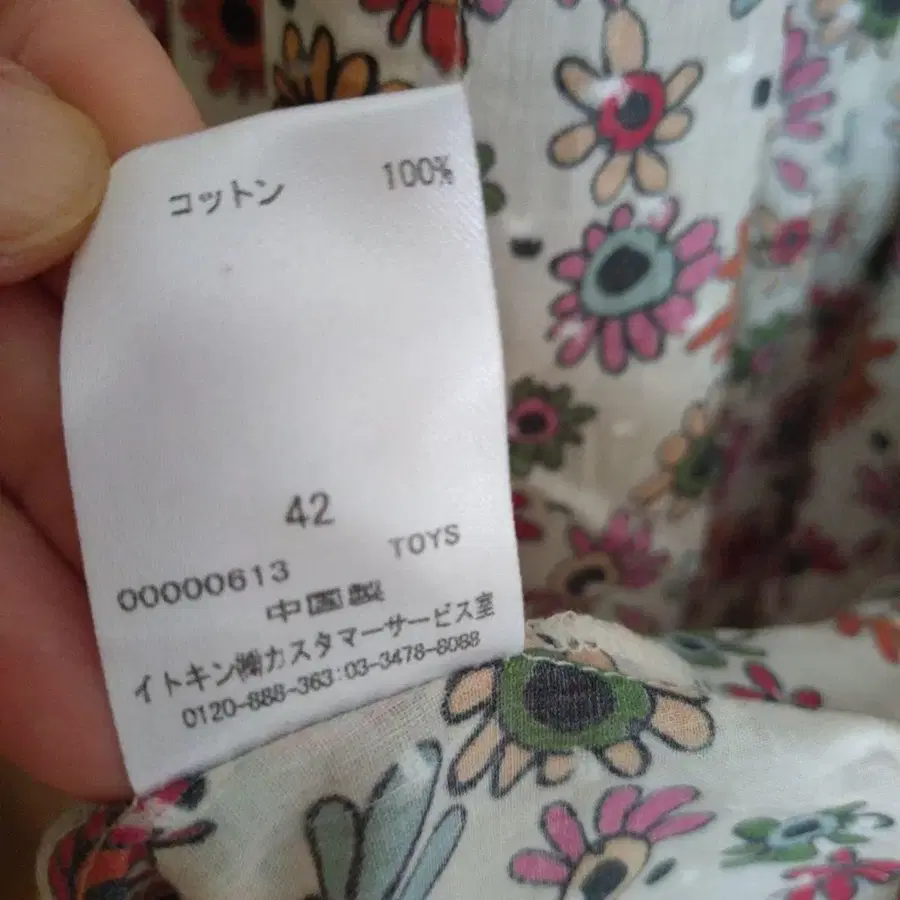 コットン 100%
42
TOYS
00000613
中国製
イトキン㈱カスタマーサービス室
0120-888-363:03-3478-8088